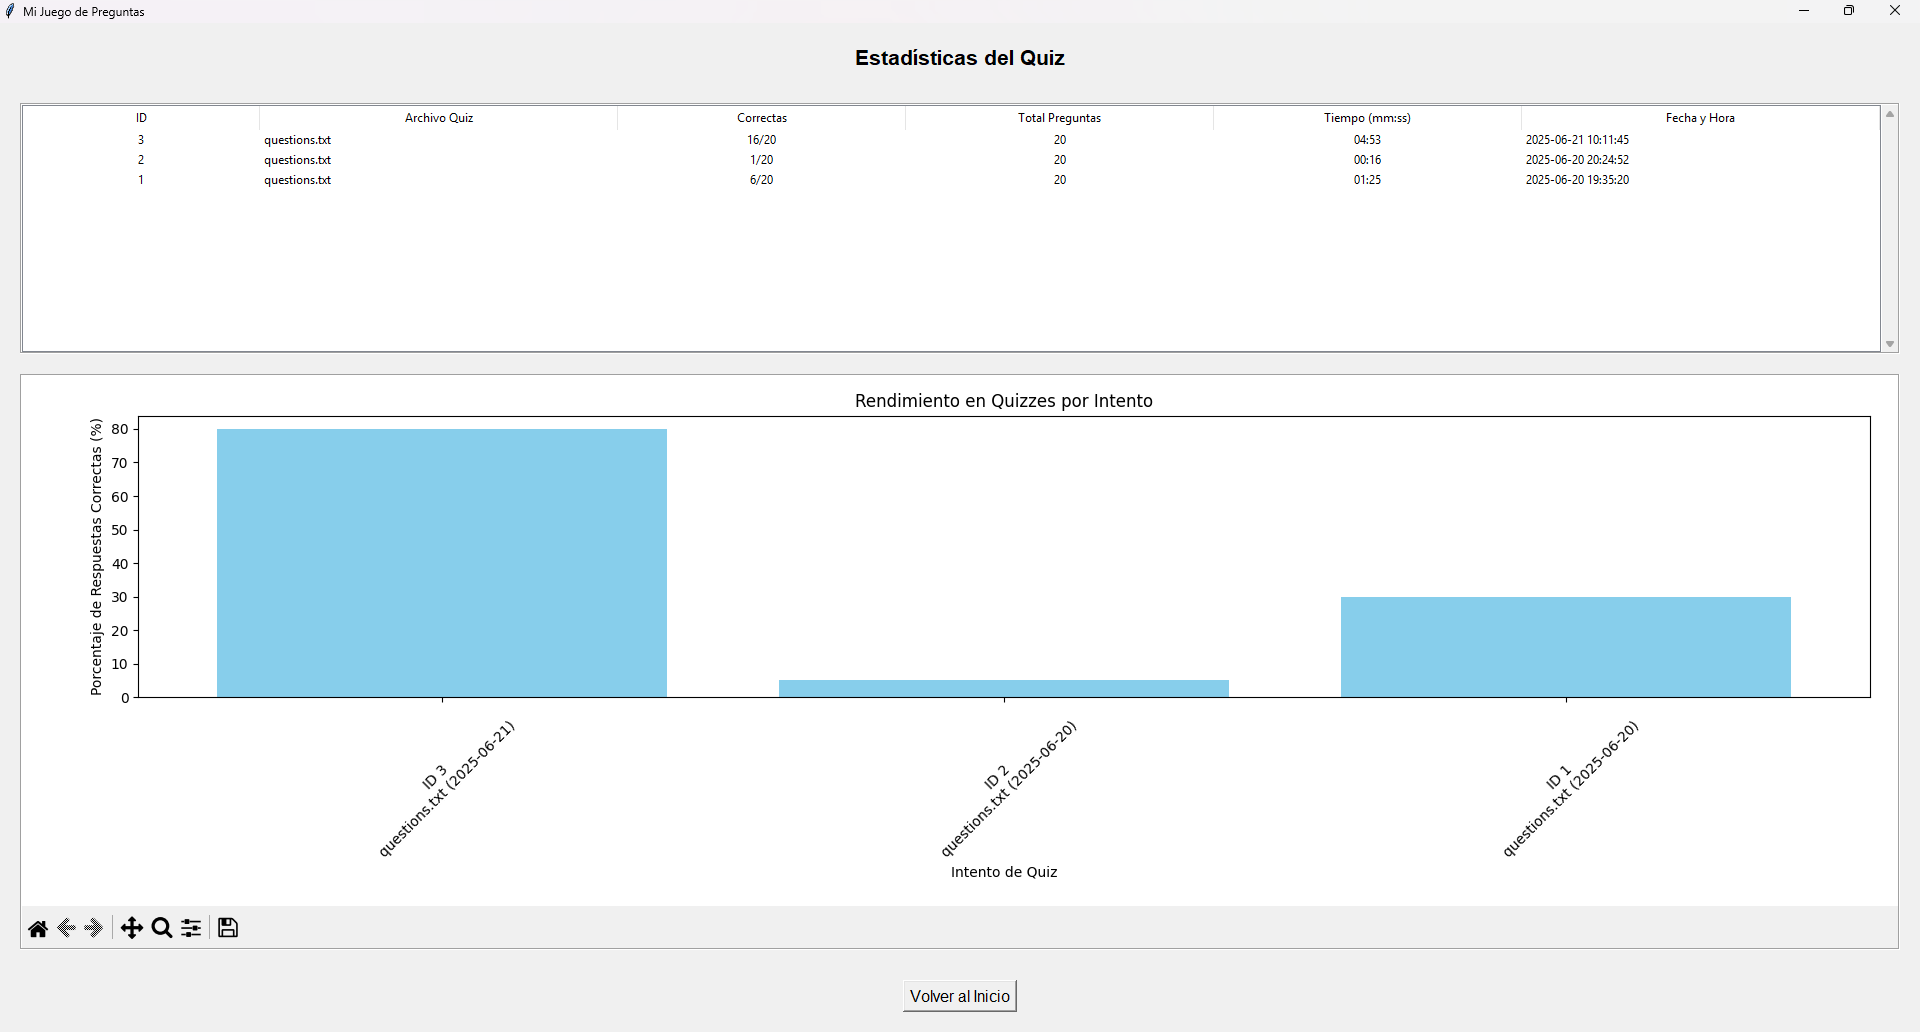 Mi Juego de Preguntas
Estadísticas del Quiz
ID Archivo Quiz Correctas Total Preguntas Tiempo (mm:ss) Fecha y Hora
3 questions.txt 16/20 20 04:53 2025-06-21 10:11:45
2 questions.txt 1/20 20 00:16 2025-06-20 20:24:52
1 questions.txt 6/20 20 01:25 2025-06-20 19:35:20
Rendimiento en Quizzes por Intento
Porcentaje de Respuestas Correctas (%)
80
70
60
50
40
30
20
10
0
ID 3
questions.txt (2025-06-21)
ID 2
questions.txt (2025-06-20)
ID 1
questions.txt (2025-06-20)
Intento de Quiz
Volver al Inicio